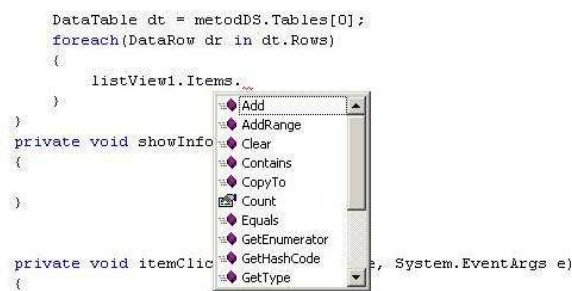 DataTable dt = metodDS.Tables[0];
foreach(DataRow dr in dt.Rows)
{
listView1.Items.
}
}
private void showInfo
{
}
private void itemClic e, System.EventArgs e)
{
Add
AddRange
Clear
Contains
CopyTo
Count
Equals
GetEnumerator
GetHashCode
GetType